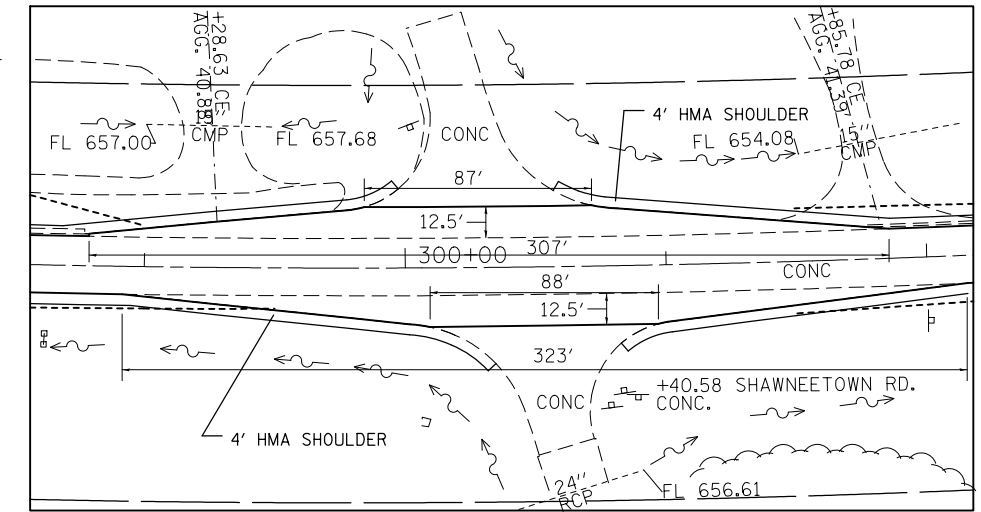 +28.63 CE
AGG. 40.88'
+85.78 CE
AGG. 41.39'
4' HMA SHOULDER
FL 657.00
CMP
FL 657.68
CONC
FL 654.08
15"
CMP
87'
12.5'
300+00
307'
CONC
88'
12.5'
323'
4' HMA SHOULDER
CONC
+40.58 SHAWNEETOWN RD.
CONC.
24"
RCP
FL 656.61